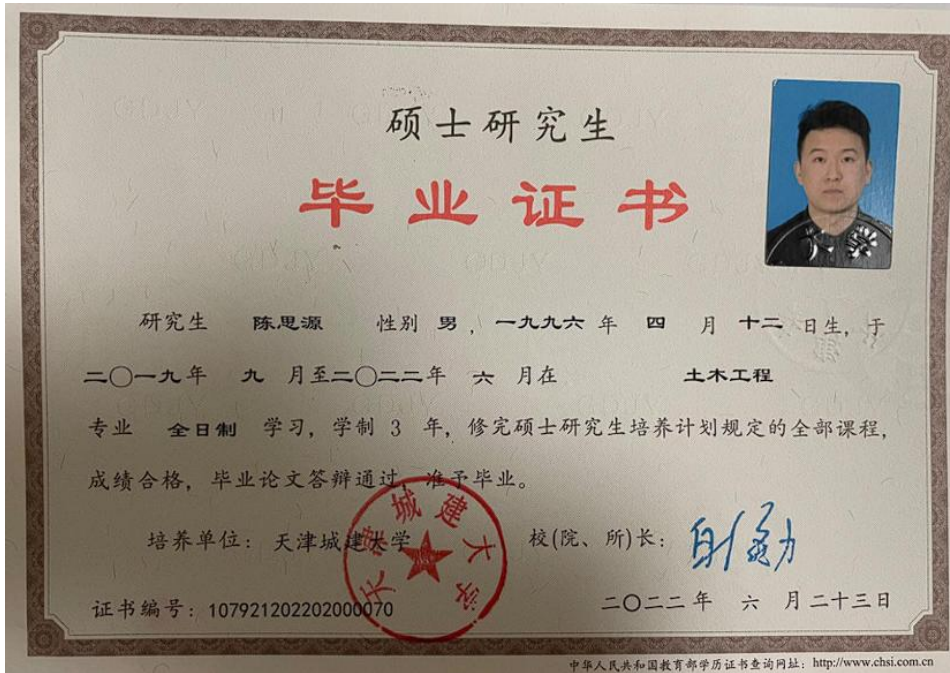 硕士研究生
毕业证书
研究生 陈思源 性别 男，一九九六 年 四 月 十二 日生，于
二〇一九年 九 月至二〇二二年 六 月在 土木工程
专业 全日制 学习，学制 3 年，修完硕士研究生培养计划规定的全部课程，
成绩合格，毕业论文答辩通过，准予毕业。
培养单位：天津城建大学 校(院、所)长：
天津城建大学
证书编号：107921202202000070 二〇二二年 六 月二十三日
中华人民共和国教育部学历证书查询网址：http://www.chsi.com.cn